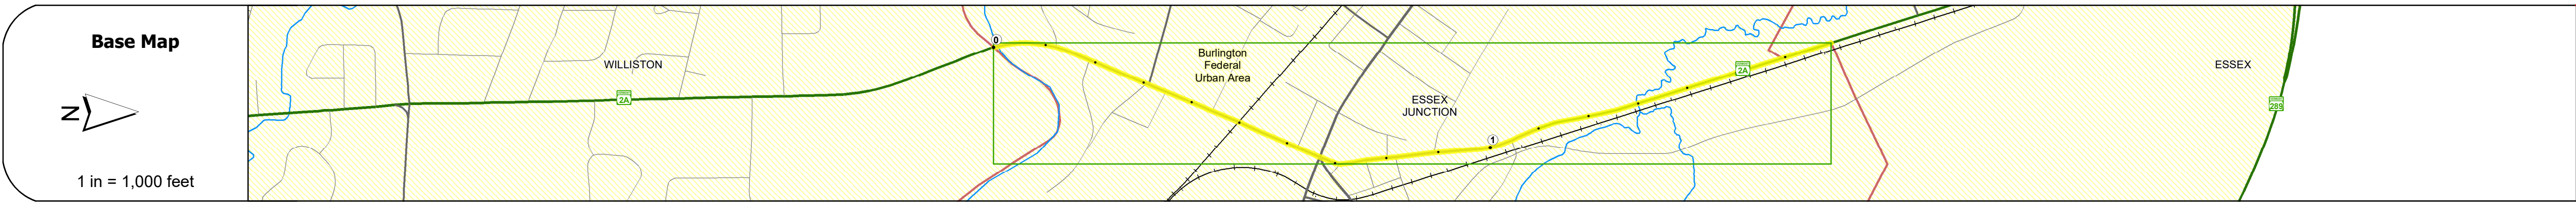 Base Map
N
1 in = 1,000 feet
WILLISTON
2A
0
Burlington
Federal
Urban Area
ESSEX
JUNCTION
1
2A
ESSEX
289